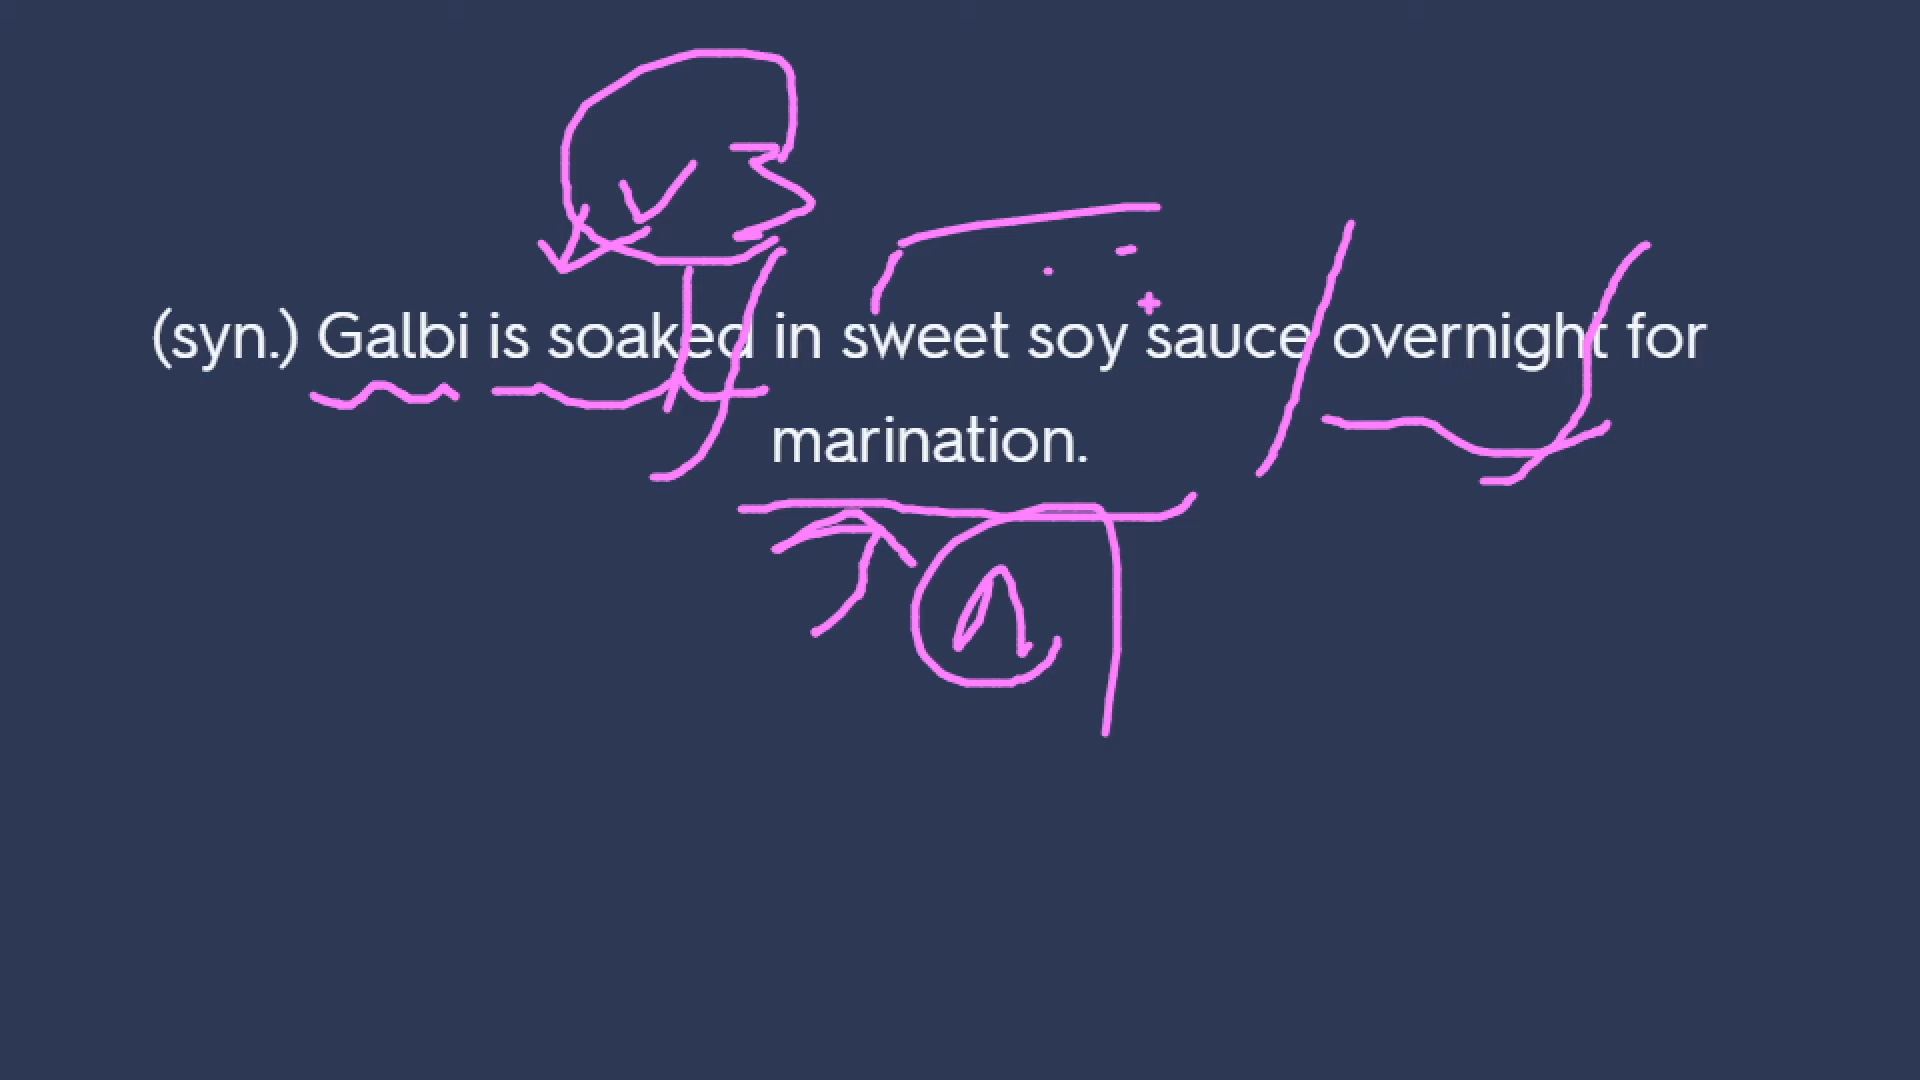 (syn.) Galbi is soaked in sweet soy sauce overnight for
marination.